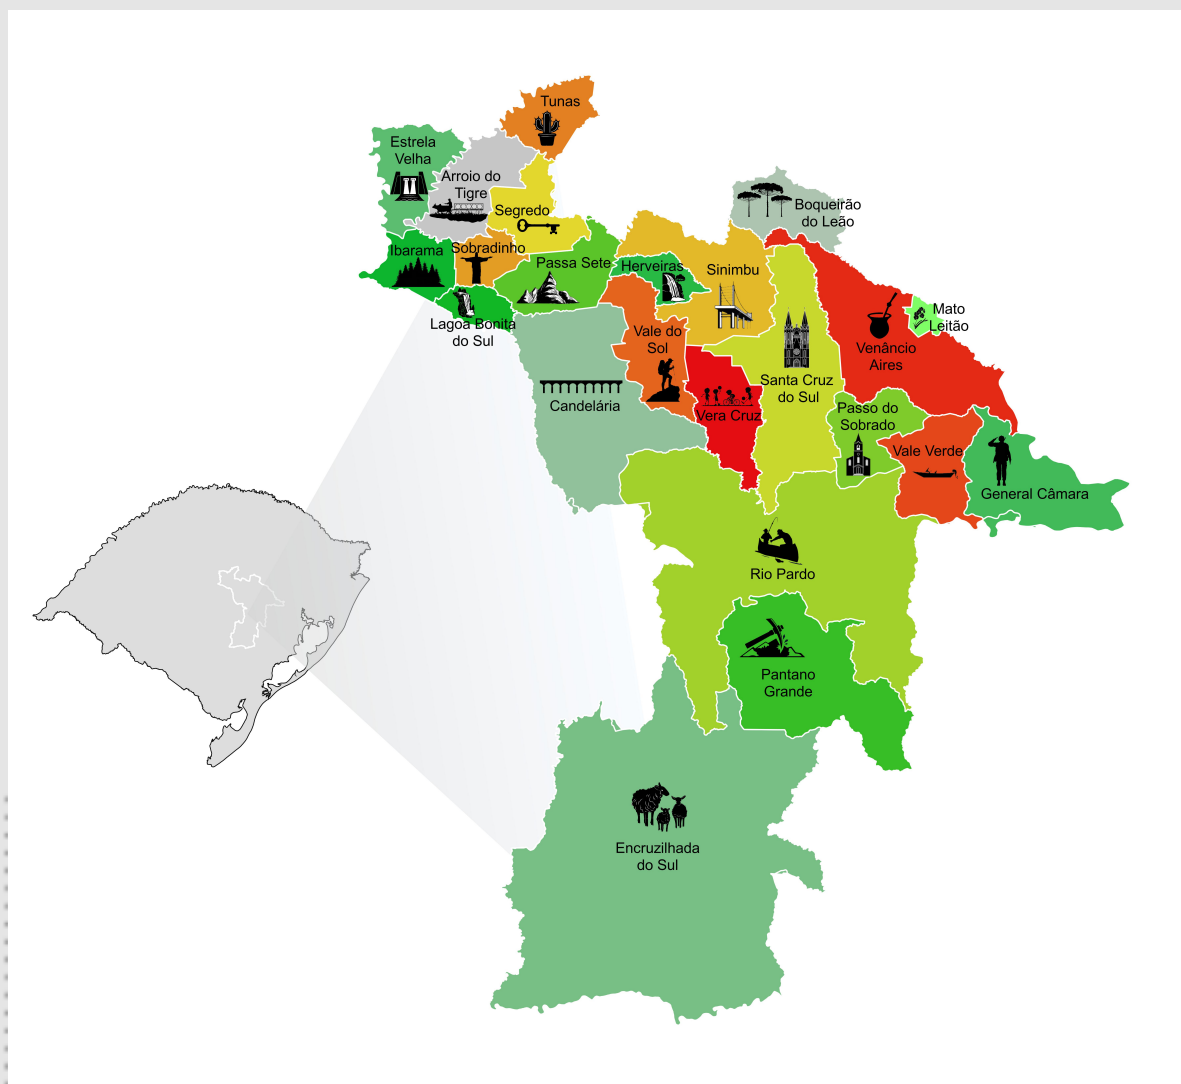 Tunas
Estrela
Velha
Arroio do
Tigre
Segredo
Boqueirão
do Leão
Ibarama
Sobradinho
Passa Sete
Herveiras
Sinimbu
Lagoa Bonita
do Sul
Vale do
Sol
Mato
Leitão
Venâncio
Aires
Santa Cruz
do Sul
Candelária
Vera Cruz
Passo do
Sobrado
Vale Verde
General Câmara
Rio Pardo
Pantano
Grande
Encruzilhada
do Sul